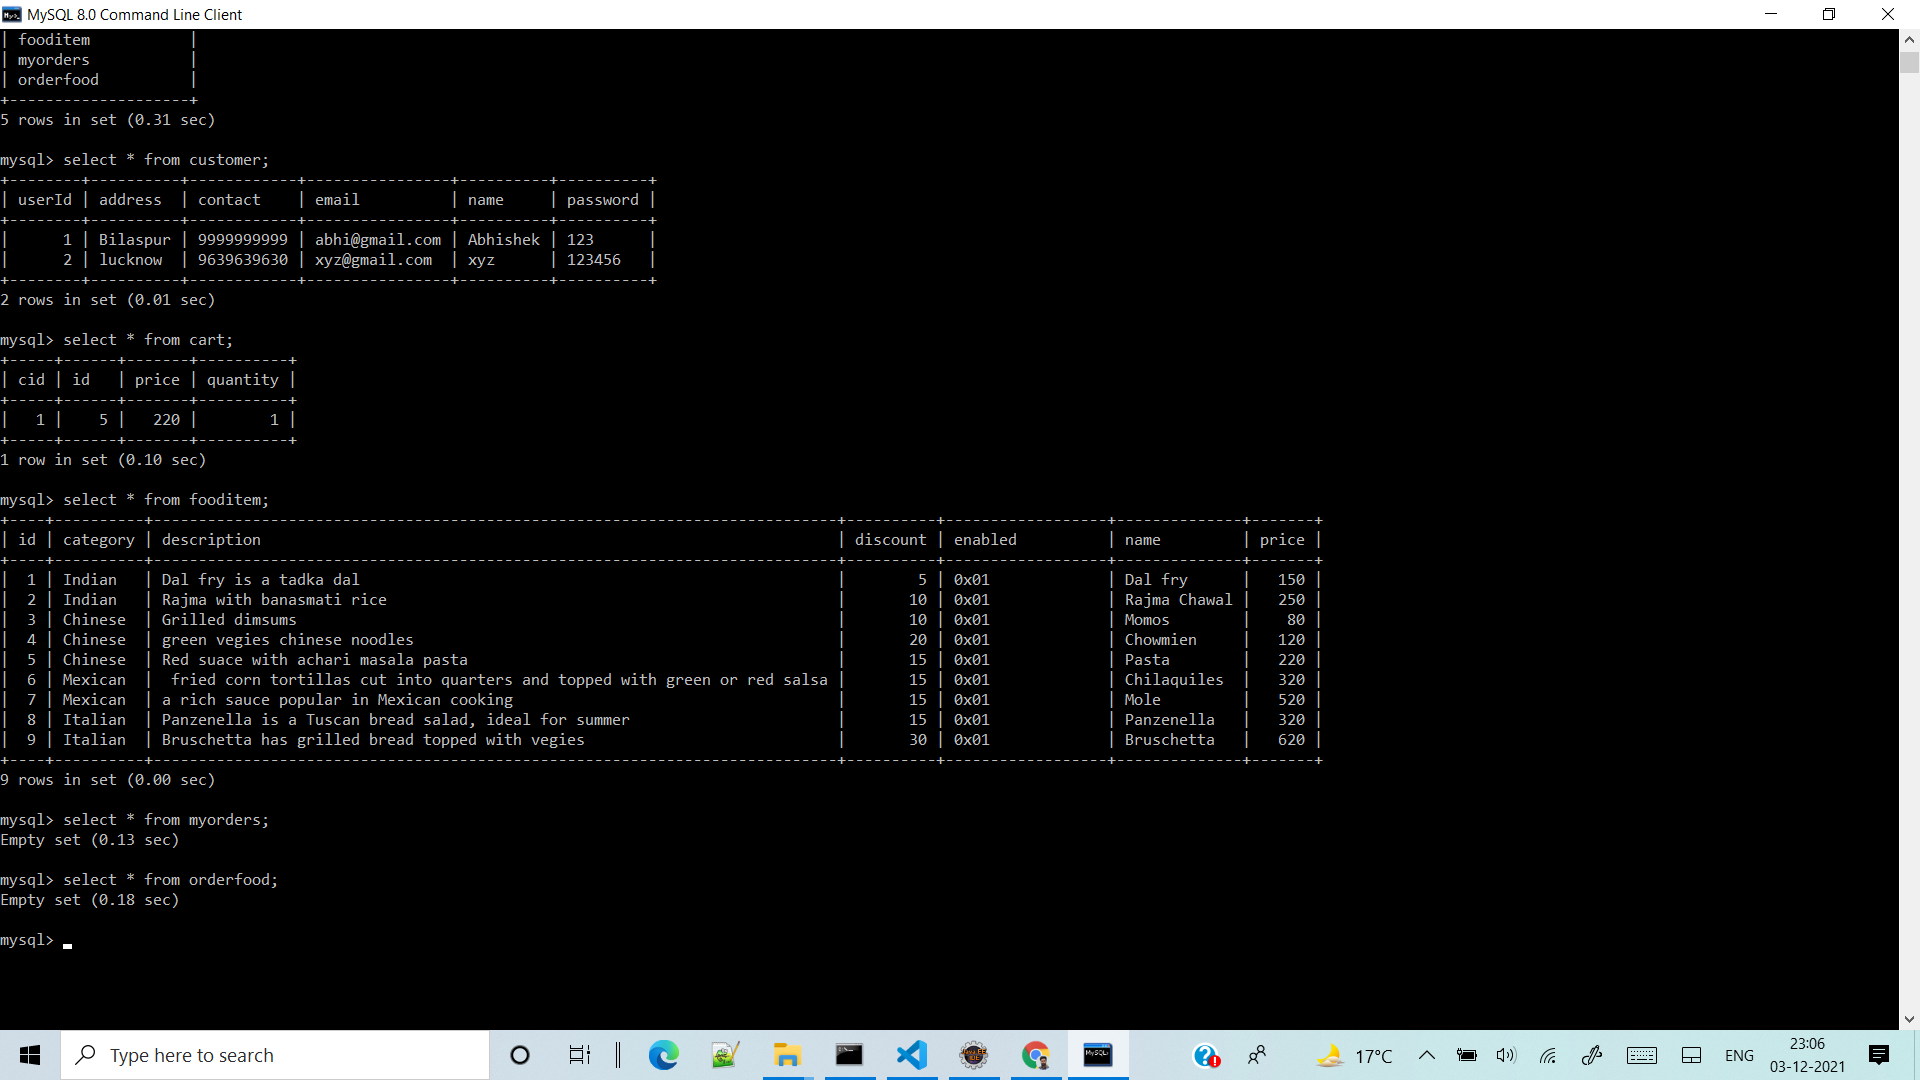 MySQL 8.0 Command Line Client
| fooditem           |
| myorders           |
| orderfood          |
+--------------------+
5 rows in set (0.31 sec)
mysql> select * from customer;
+--------+----------+------------+----------------+----------+----------+
| userId | address  | contact    | email          | name     | password |
+--------+----------+------------+----------------+----------+----------+
|      1 | Bilaspur | 9999999999 | abhi@gmail.com | Abhishek | 123      |
|      2 | lucknow  | 9639639630 | xyz@gmail.com  | xyz      | 123456   |
+--------+----------+------------+----------------+----------+----------+
2 rows in set (0.01 sec)
mysql> select * from cart;
+-----+------+-------+----------+
| cid | id   | price | quantity |
+-----+------+-------+----------+
|   1 |    5 |   220 |        1 |
+-----+------+-------+----------+
1 row in set (0.10 sec)
mysql> select * from fooditem;
+----+----------+----------------------------------------------------------------------------+----------+------------------+--------------+-------+
| id | category | description                                                                | discount | enabled          | name         | price |
+----+----------+----------------------------------------------------------------------------+----------+------------------+--------------+-------+
|  1 | Indian   | Dal fry is a tadka dal                                                     |        5 | 0x01             | Dal fry      |   150 |
|  2 | Indian   | Rajma with banasmati rice                                                  |       10 | 0x01             | Rajma Chawal |   250 |
|  3 | Chinese  | Grilled dimsums                                                            |       10 | 0x01             | Momos        |    80 |
|  4 | Chinese  | green vegies chinese noodles                                               |       20 | 0x01             | Chowmien     |   120 |
|  5 | Chinese  | Red suace with achari masala pasta                                         |       15 | 0x01             | Pasta        |   220 |
|  6 | Mexican  |  fried corn tortillas cut into quarters and topped with green or red salsa |       15 | 0x01             | Chilaquiles  |   320 |
|  7 | Mexican  | a rich sauce popular in Mexican cooking                                    |       15 | 0x01             | Mole         |   520 |
|  8 | Italian  | Panzenella is a Tuscan bread salad, ideal for summer                       |       15 | 0x01             | Panzenella   |   320 |
|  9 | Italian  | Bruschetta has grilled bread topped with vegies                            |       30 | 0x01             | Bruschetta   |   620 |
+----+----------+----------------------------------------------------------------------------+----------+------------------+--------------+-------+
9 rows in set (0.00 sec)
mysql> select * from myorders;
Empty set (0.13 sec)
mysql> select * from orderfood;
Empty set (0.18 sec)
mysql>
Type here to search
17°C
ENG
23:06
03-12-2021